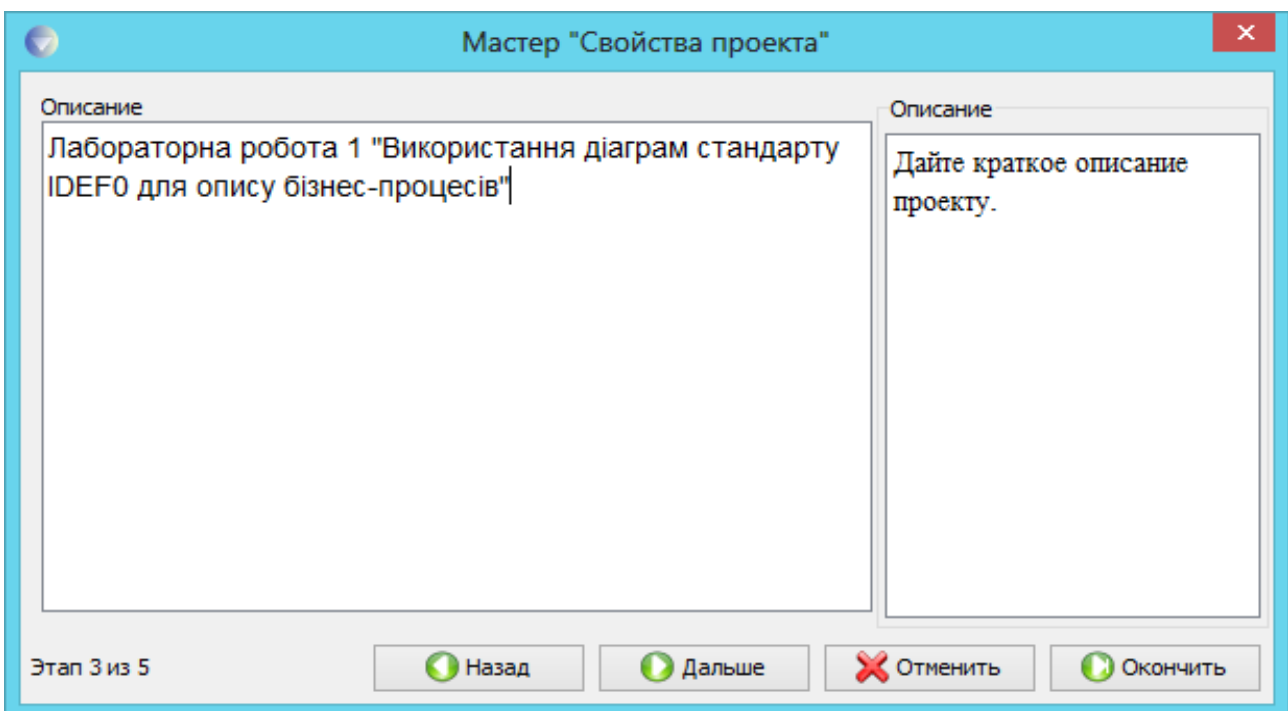 Мастер "Свойства проекта"
Описание
Лабораторна робота 1 "Використання діаграм стандарту
IDEF0 для опису бізнес-процесів"
Описание
Дайте краткое описание
проекту.
Этап 3 из 5
Назад
Дальше
Отменить
Окончить